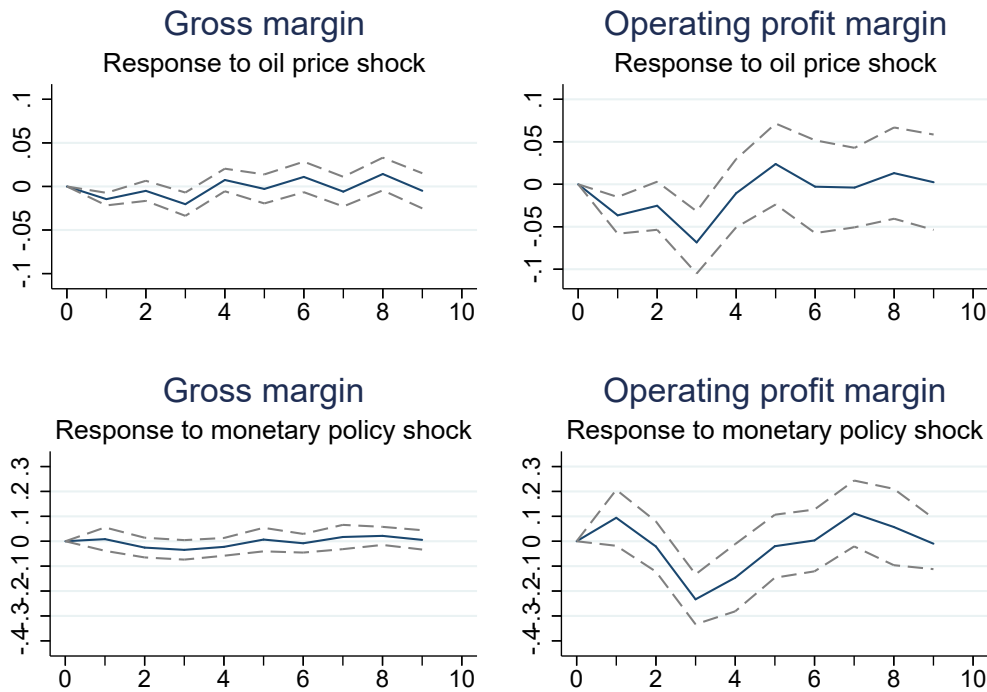 Gross margin
Response to oil price shock
.1
.05
0
-.05
-.1
0 2 4 6 8 10
Operating profit margin
Response to oil price shock
.1
.05
0
-.05
-.1
0 2 4 6 8 10
Gross margin
Response to monetary policy shock
.3
.2
.1
0
-.1
-.2
-.3
-.4
0 2 4 6 8 10
Operating profit margin
Response to monetary policy shock
.3
.2
.1
0
-.1
-.2
-.3
-.4
0 2 4 6 8 10